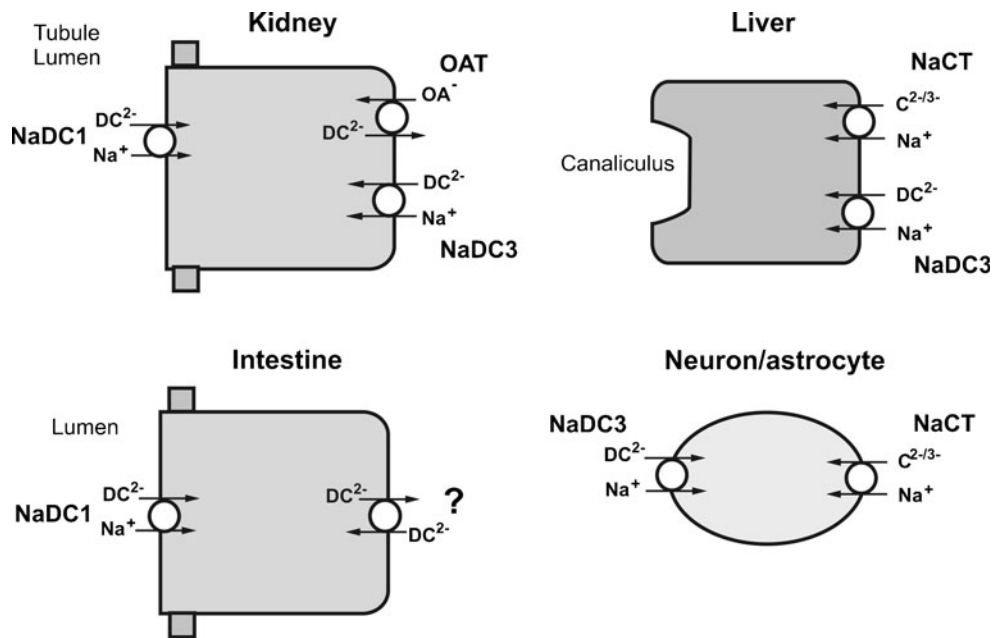 Kidney
Tubule
Lumen
OAT
OA⁻
DC²⁻
NaDC1
DC²⁻
Na⁺
DC²⁻
Na⁺
NaDC3
Liver
NaCT
C²⁻/³⁻
Na⁺
Canaliculus
DC²⁻
Na⁺
NaDC3
Intestine
Lumen
NaDC1
DC²⁻
Na⁺
DC²⁻
?
DC²⁻
Neuron/astrocyte
NaDC3
DC²⁻
Na⁺
NaCT
C²⁻/³⁻
Na⁺